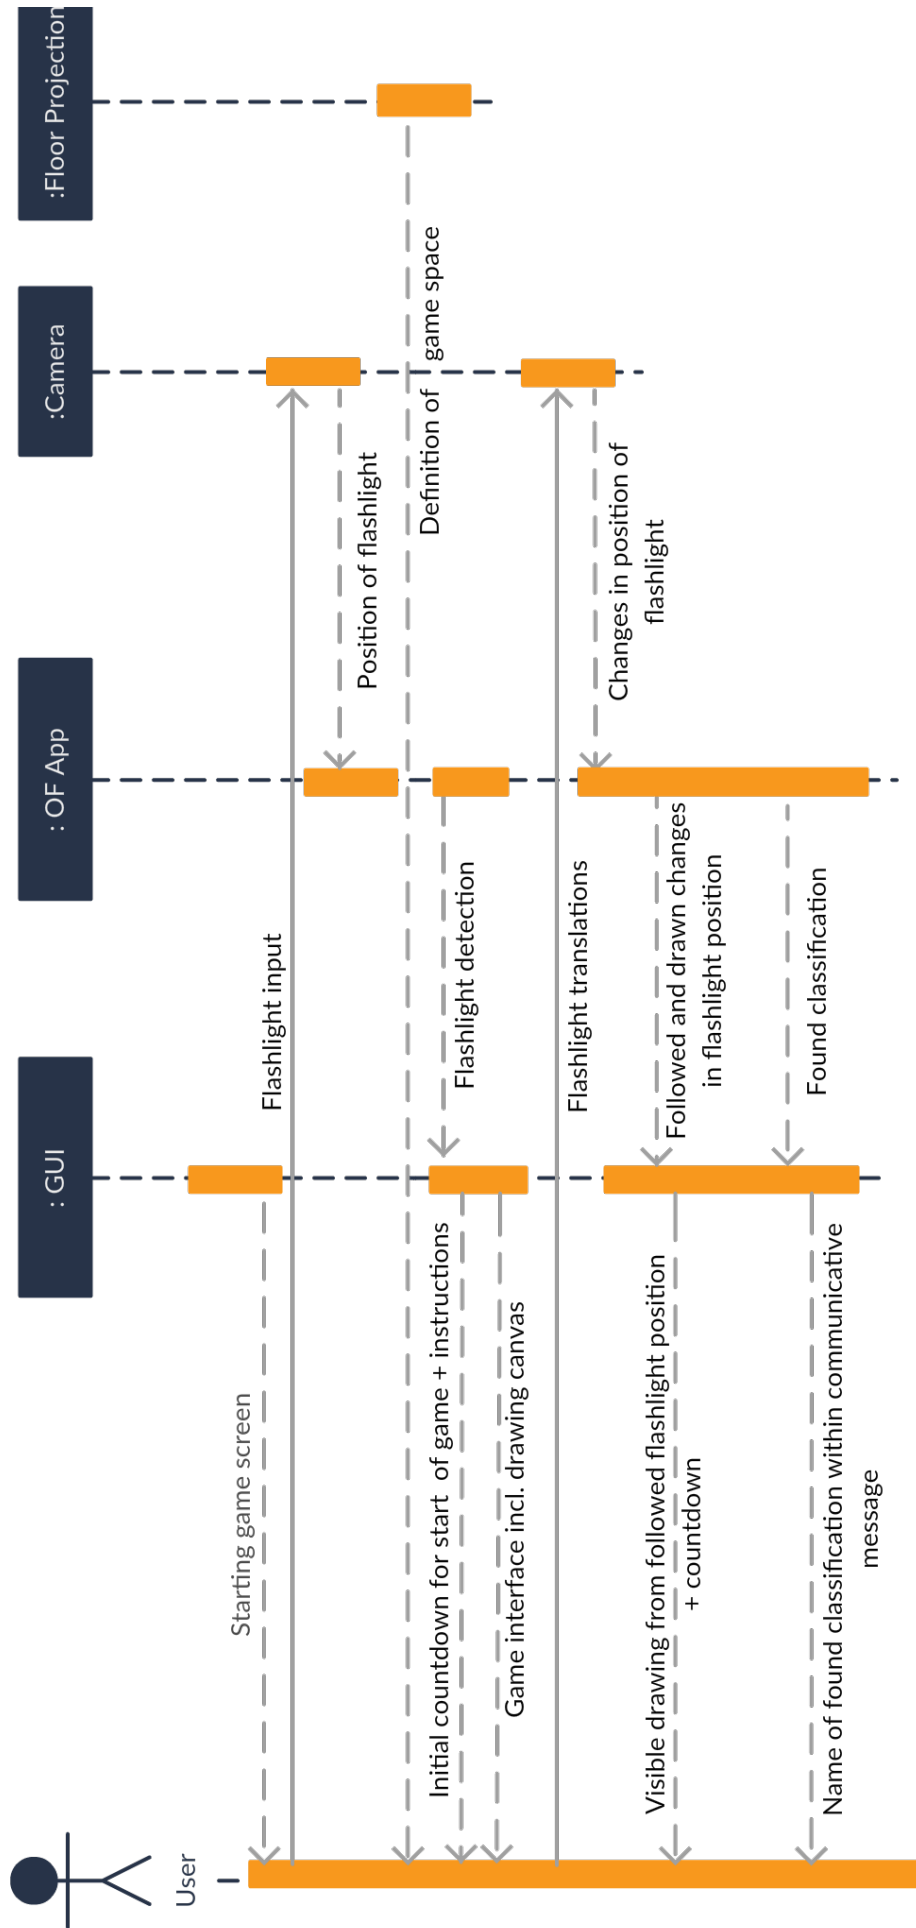 User
: GUI
: OF App
:Camera
:Floor Projection
Starting game screen
Flashlight input
Position of flashlight
Definition of game space
Initial countdown for start of game + instructions
Flashlight detection
Game interface incl. drawing canvas
Flashlight translations
Changes in position of
flashlight
Visible drawing from followed flashlight position
+ countdown
Followed and drawn changes
in flashlight position
Name of found classification within communicative
message
Found classification